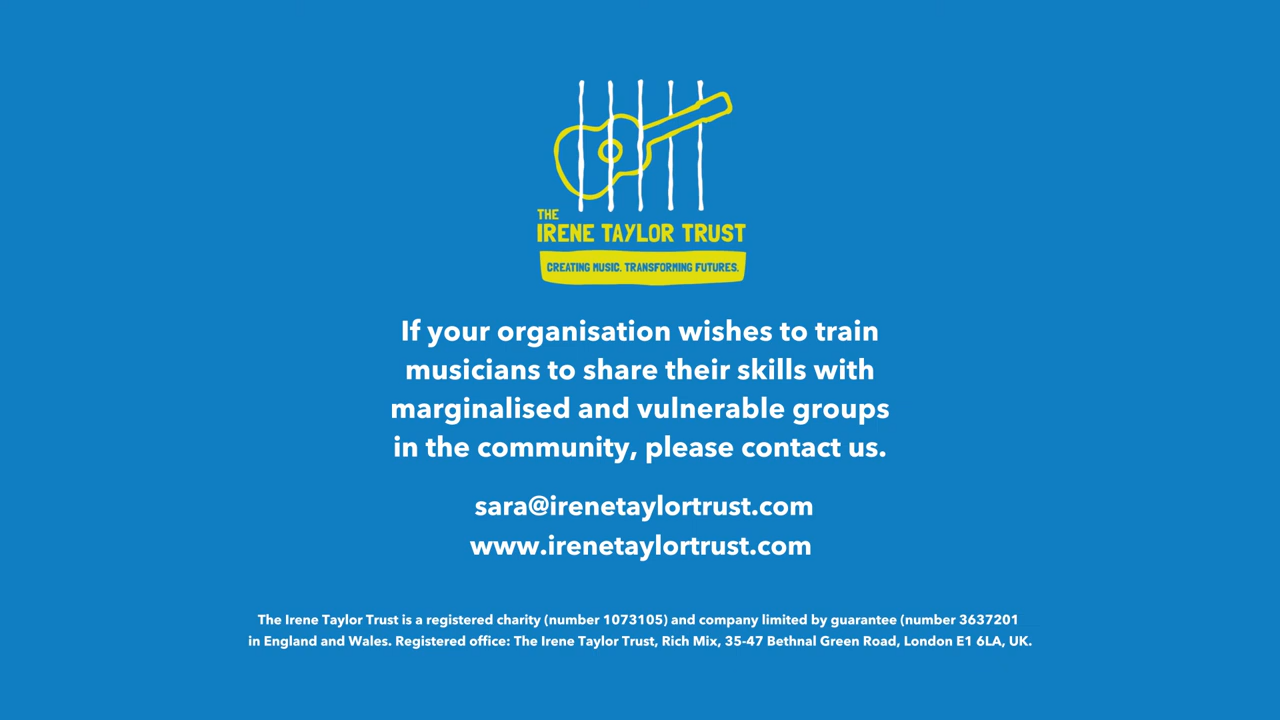 THE
IRENE TAYLOR TRUST
CREATING MUSIC. TRANSFORMING FUTURES.
If your organisation wishes to train
musicians to share their skills with
marginalised and vulnerable groups
in the community, please contact us.
sara@irenetaylortrust.com
www.irenetaylortrust.com
The Irene Taylor Trust is a registered charity (number 1073105) and company limited by guarantee (number 3637201
in England and Wales. Registered office: The Irene Taylor Trust, Rich Mix, 35-47 Bethnal Green Road, London E1 6LA, UK.